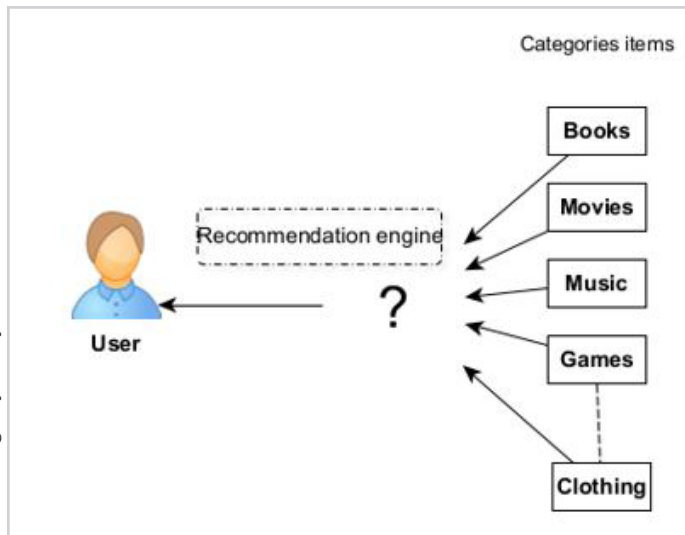 Categories items
Books
Movies
Recommendation engine
Music
?
User
Games
Clothing